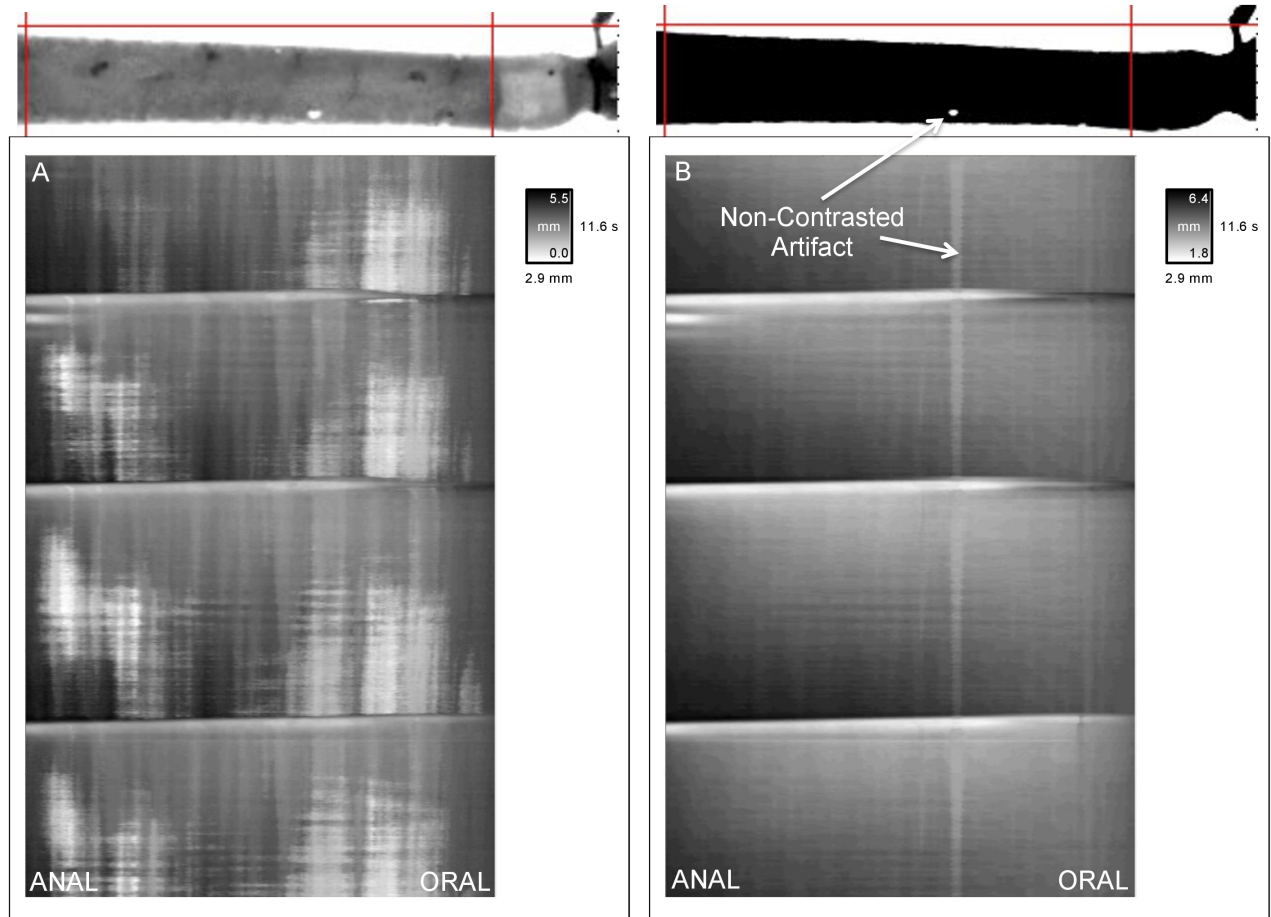 A
5.5
mm
0.0
11.6 s
2.9 mm
ANAL
ORAL
B
Non-Contrasted
Artifact
6.4
mm
1.8
11.6 s
2.9 mm
ANAL
ORAL